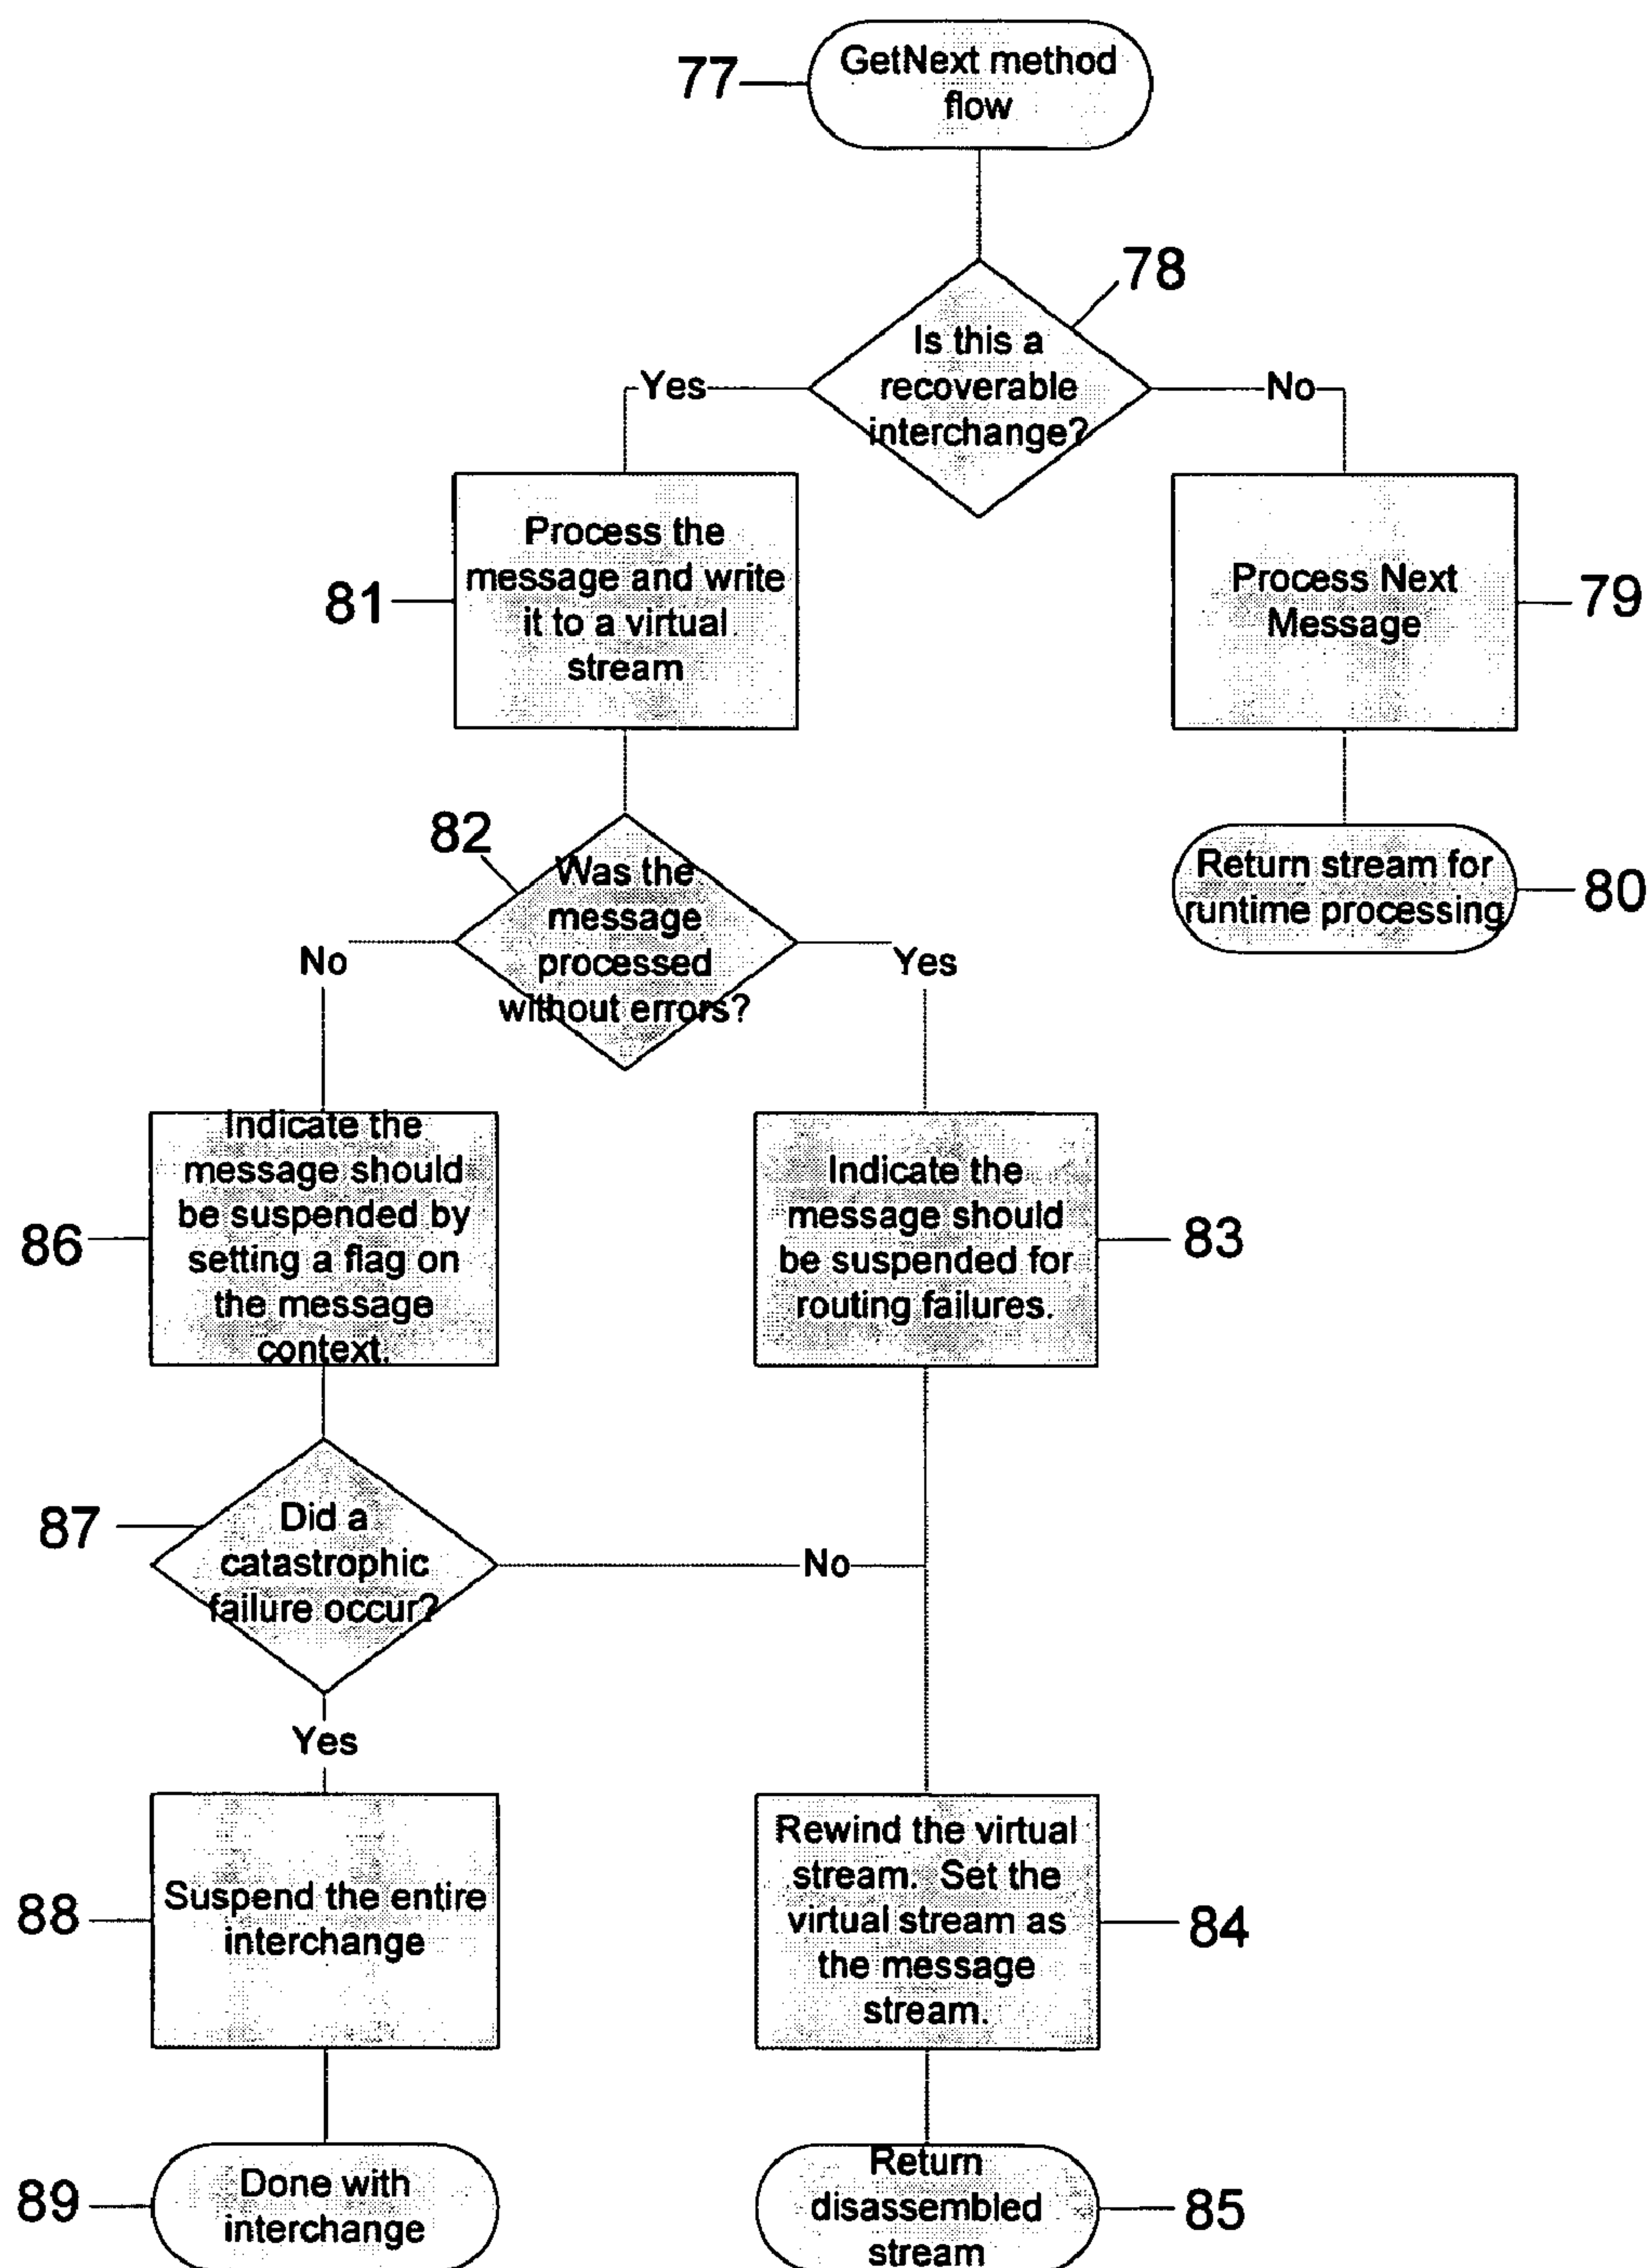 GetNext method
flow
77
78
Is this a
recoverable
interchange?
Yes
No
Process the
message and write
it to a virtual
stream
81
Process Next
Message
79
82
Was the
message
processed
without errors?
Return stream for
runtime processing
80
No
Yes
Indicate the
message should
be suspended by
setting a flag on
the message
context.
86
Indicate the
message should
be suspended for
routing failures.
83
87
Did a
catastrophic
failure occur?
No
Yes
Suspend the entire
interchange
88
Rewind the virtual
stream. Set the
virtual stream as
the message
stream.
84
Done with
interchange
89
Return
disassembled
stream
85